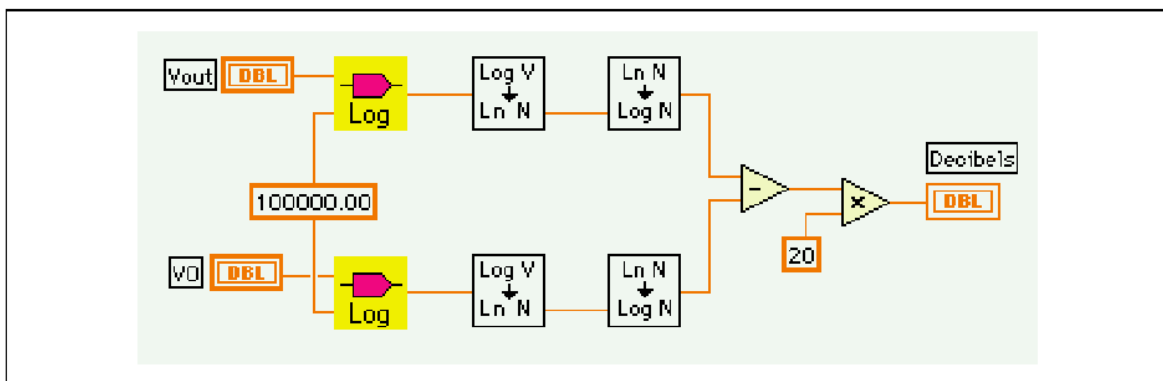 Vout
DBL
Log
Log V
Ln N
Ln N
Log N
100000.00
Decibels
DBL
-
x
20
V0
DBL
Log
Log V
Ln N
Ln N
Log N